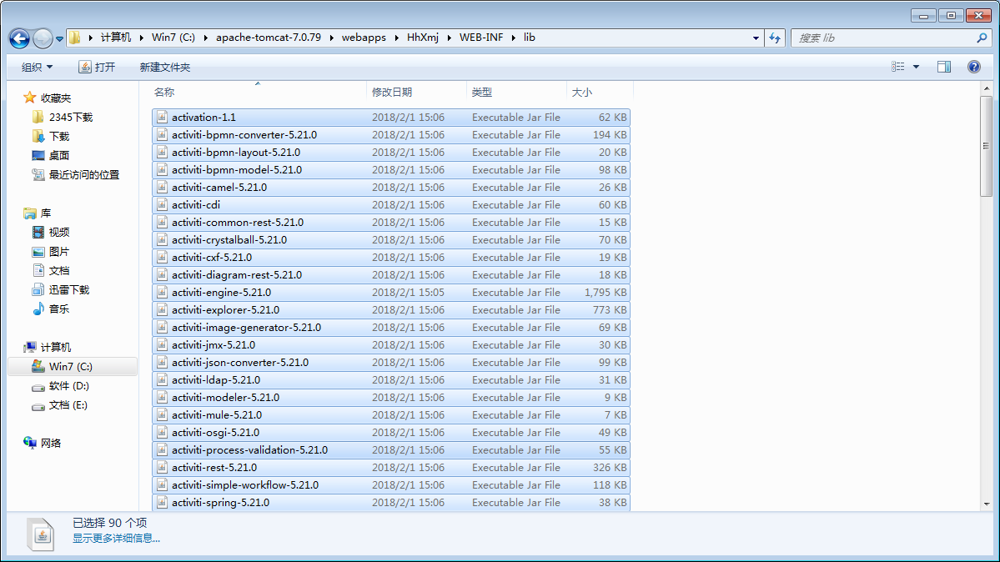 计算机 Win7 (C:) apache-tomcat-7.0.79 webapps HhXmj WEB-INF lib 搜索 lib
组织 打开 新建文件夹
名称 修改日期 类型 大小
收藏夹
2345下载
下载
桌面
最近访问的位置
库
视频
图片
文档
迅雷下载
音乐
计算机
Win7 (C:)
软件 (D:)
文档 (E:)
网络
activation-1.1 2018/2/1 15:06 Executable Jar File 62 KB
activiti-bpmn-converter-5.21.0 2018/2/1 15:06 Executable Jar File 194 KB
activiti-bpmn-layout-5.21.0 2018/2/1 15:06 Executable Jar File 20 KB
activiti-bpmn-model-5.21.0 2018/2/1 15:06 Executable Jar File 98 KB
activiti-camel-5.21.0 2018/2/1 15:06 Executable Jar File 26 KB
activiti-cdi 2018/2/1 15:06 Executable Jar File 60 KB
activiti-common-rest-5.21.0 2018/2/1 15:06 Executable Jar File 15 KB
activiti-crystalball-5.21.0 2018/2/1 15:06 Executable Jar File 70 KB
activiti-cxf-5.21.0 2018/2/1 15:06 Executable Jar File 19 KB
activiti-diagram-rest-5.21.0 2018/2/1 15:06 Executable Jar File 18 KB
activiti-engine-5.21.0 2018/2/1 15:05 Executable Jar File 1,795 KB
activiti-explorer-5.21.0 2018/2/1 15:06 Executable Jar File 773 KB
activiti-image-generator-5.21.0 2018/2/1 15:06 Executable Jar File 69 KB
activiti-jmx-5.21.0 2018/2/1 15:06 Executable Jar File 30 KB
activiti-json-converter-5.21.0 2018/2/1 15:06 Executable Jar File 99 KB
activiti-ldap-5.21.0 2018/2/1 15:06 Executable Jar File 31 KB
activiti-modeler-5.21.0 2018/2/1 15:06 Executable Jar File 9 KB
activiti-mule-5.21.0 2018/2/1 15:06 Executable Jar File 7 KB
activiti-osgi-5.21.0 2018/2/1 15:06 Executable Jar File 49 KB
activiti-process-validation-5.21.0 2018/2/1 15:06 Executable Jar File 55 KB
activiti-rest-5.21.0 2018/2/1 15:06 Executable Jar File 326 KB
activiti-simple-workflow-5.21.0 2018/2/1 15:06 Executable Jar File 118 KB
activiti-spring-5.21.0 2018/2/1 15:06 Executable Jar File 38 KB
已选择 90 个项
显示更多详细信息...